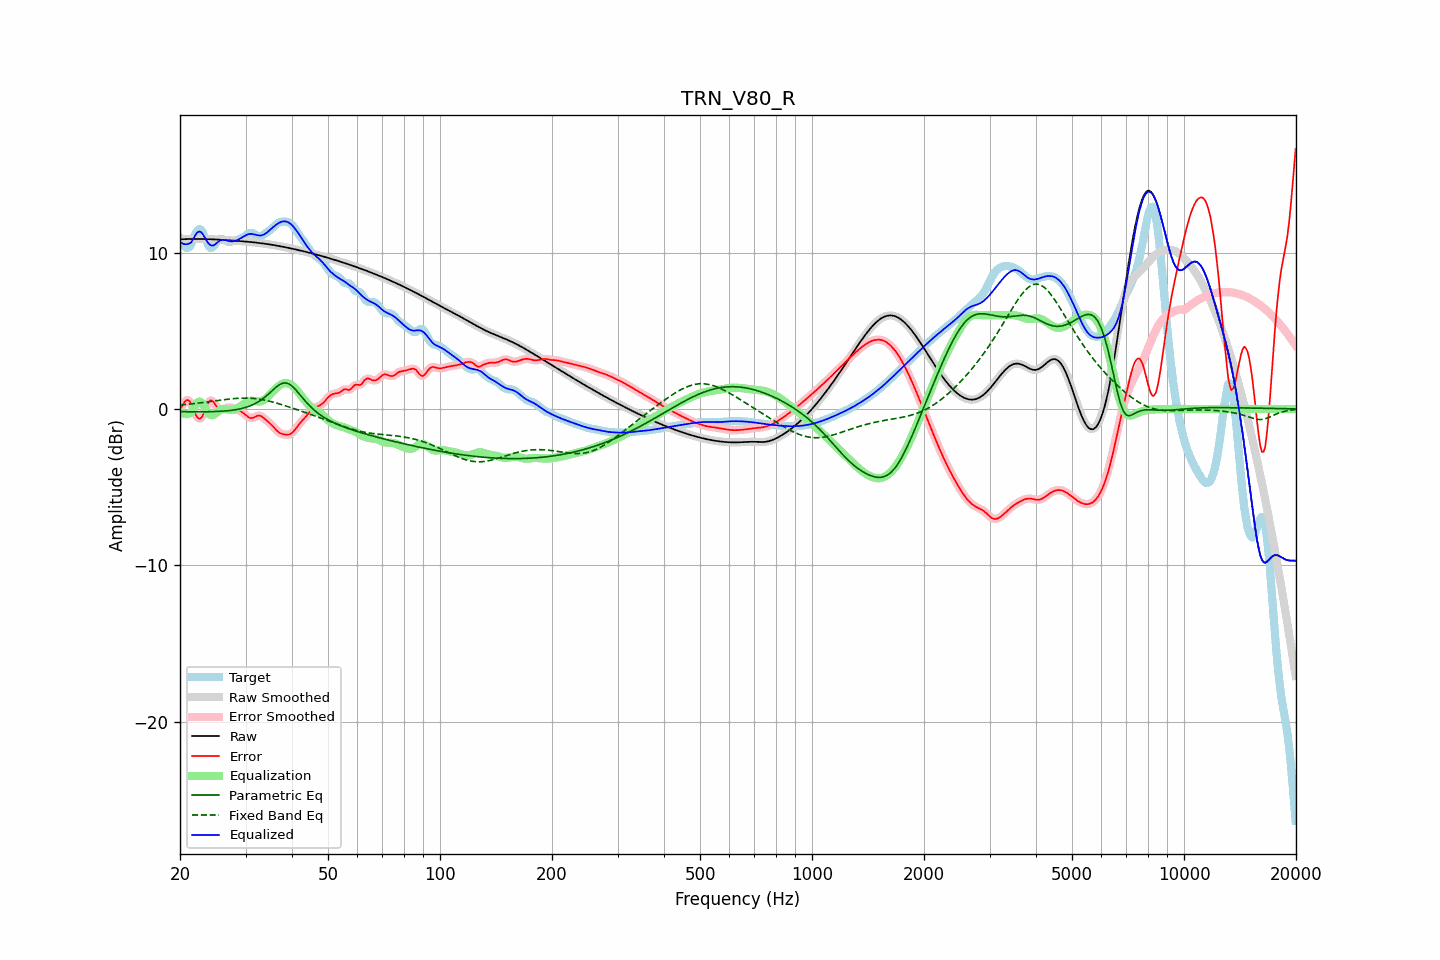 TRN_V80_R
Amplitude (dBr)
10
0
−10
−20
Target
Raw Smoothed
Error Smoothed
Raw
Error
Equalization
Parametric Eq
Fixed Band Eq
Equalized
20 50 100 200 500 1000 2000 5000 10000 20000
Frequency (Hz)